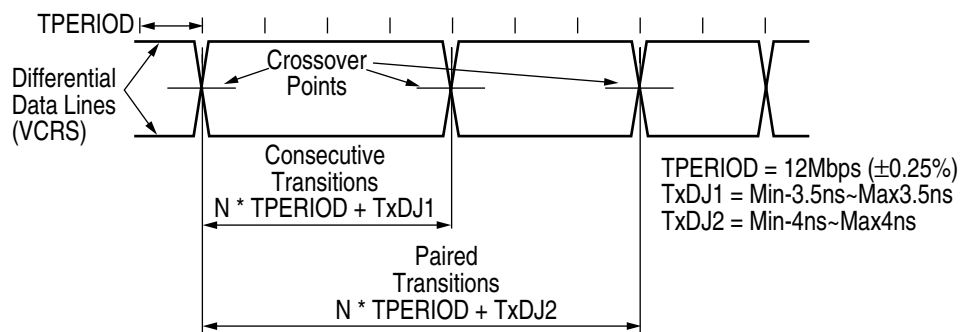 TPERIOD
Differential
Data Lines
(VCRS)
Crossover
Points
Consecutive
Transitions
N * TPERIOD + TxDJ1
Paired
Transitions
N * TPERIOD + TxDJ2
TPERIOD = 12Mbps (±0.25%)
TxDJ1 = Min-3.5ns~Max3.5ns
TxDJ2 = Min-4ns~Max4ns